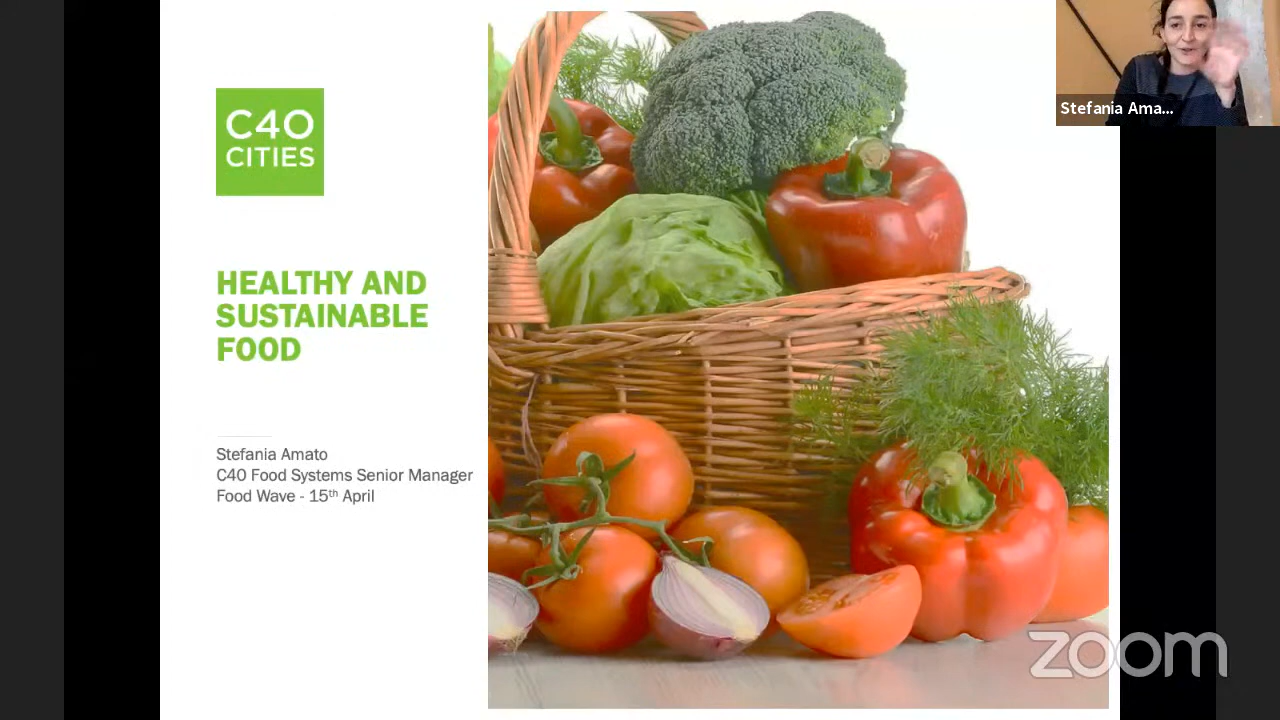 C40
CITIES
HEALTHY AND
SUSTAINABLE
FOOD
Stefania Amato
C40 Food Systems Senior Manager
Food Wave - 15th April
Stefania Ama...
zoom